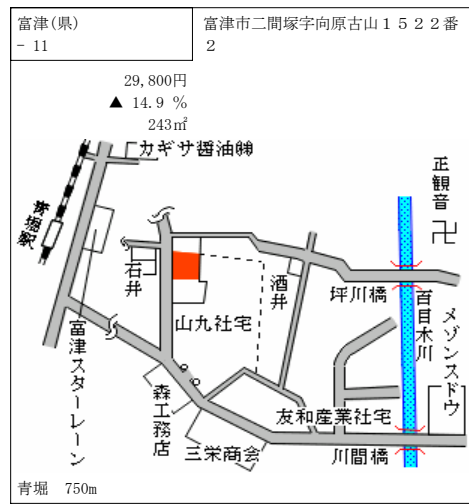 富津(県)
- 11
富津市二間塚字向原古山１５２２番
２
29,800円
▲ 14.9 %
243㎡
カギサ醤油㈱
青堀駅
正観音
石井
酒井
坪川橋
百目木川
メゾンスドウ
山九社宅
富津スターレーン
森工務店
三栄商会
友和産業社宅
川間橋
青堀 750m